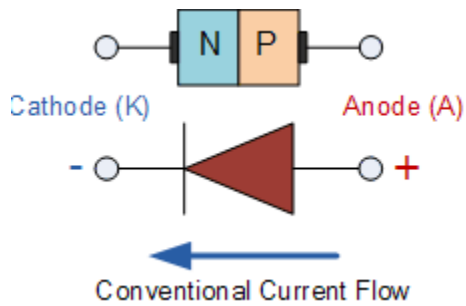 N P
Cathode (K) Anode (A)
- +
Conventional Current Flow